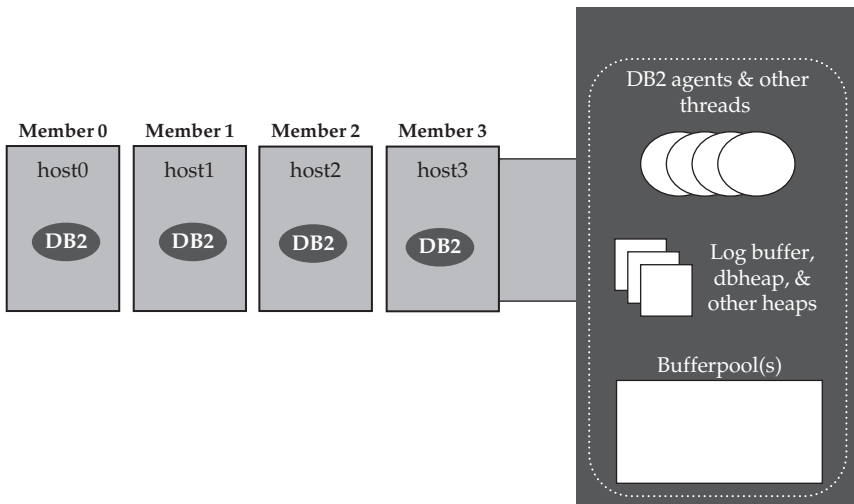 Member 0
Member 1
Member 2
Member 3
host0
host1
host2
host3
DB2
DB2
DB2
DB2
DB2 agents & other
threads
Log buffer,
dbheap, &
other heaps
Bufferpool(s)